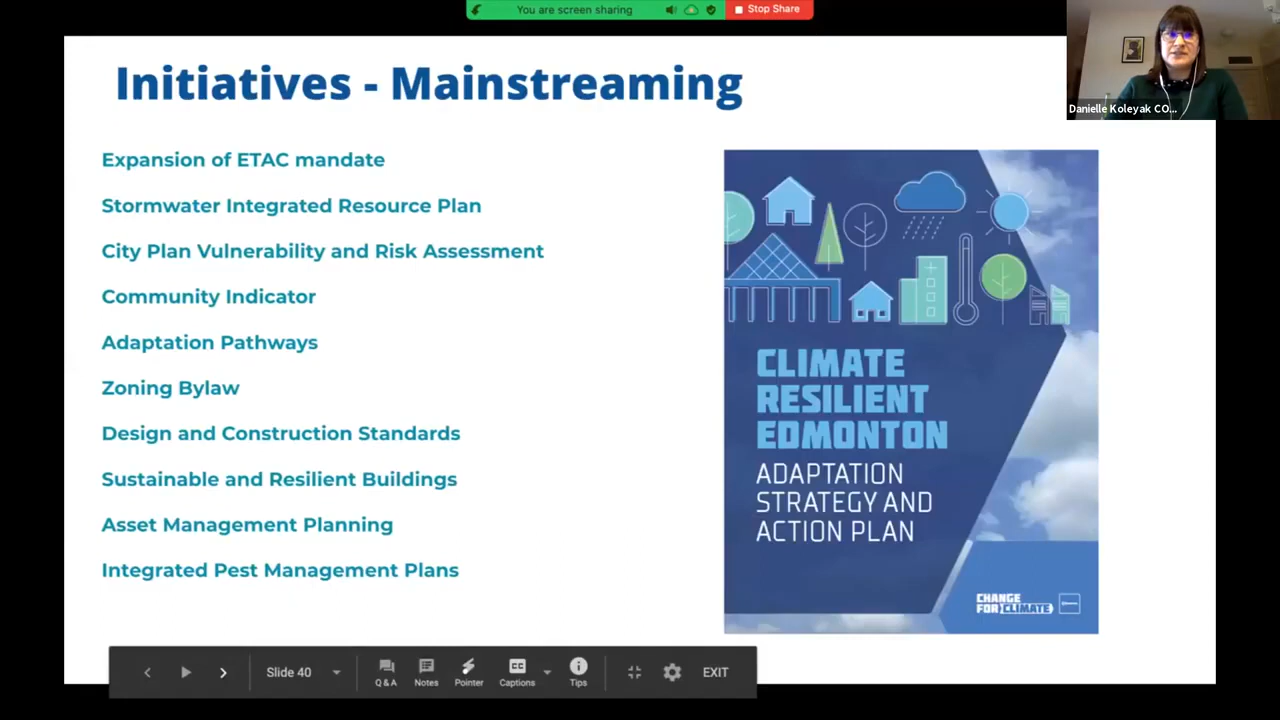 You are screen sharing
Stop Share
Danielle Koleyak CO...
Initiatives - Mainstreaming
Expansion of ETAC mandate
Stormwater Integrated Resource Plan
City Plan Vulnerability and Risk Assessment
Community Indicator
Adaptation Pathways
Zoning Bylaw
Design and Construction Standards
Sustainable and Resilient Buildings
Asset Management Planning
Integrated Pest Management Plans
CLIMATE
RESILIENT
EDMONTON
ADAPTATION
STRATEGY AND
ACTION PLAN
CHANGE
FOR CLIMATE
Slide 40
Q & A
Notes
Pointer
CC
Captions
Tips
EXIT